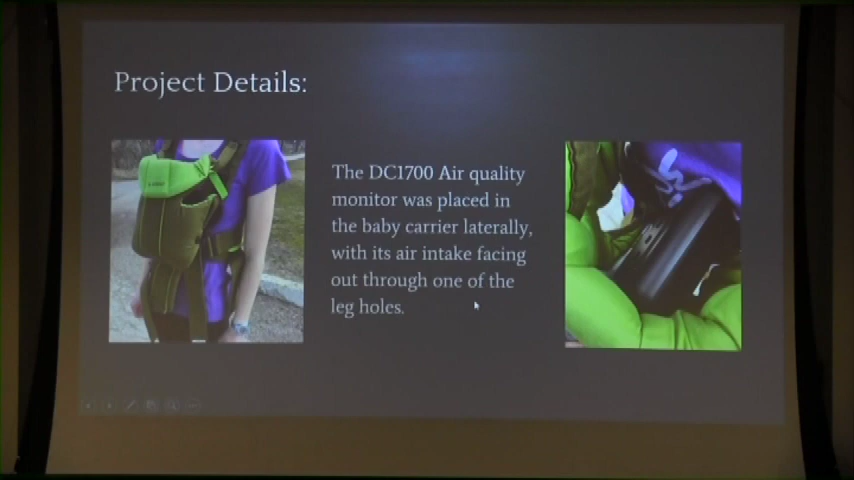 Project Details:
The DC1700 Air quality
monitor was placed in
the baby carrier laterally,
with its air intake facing
out through one of the
leg holes.